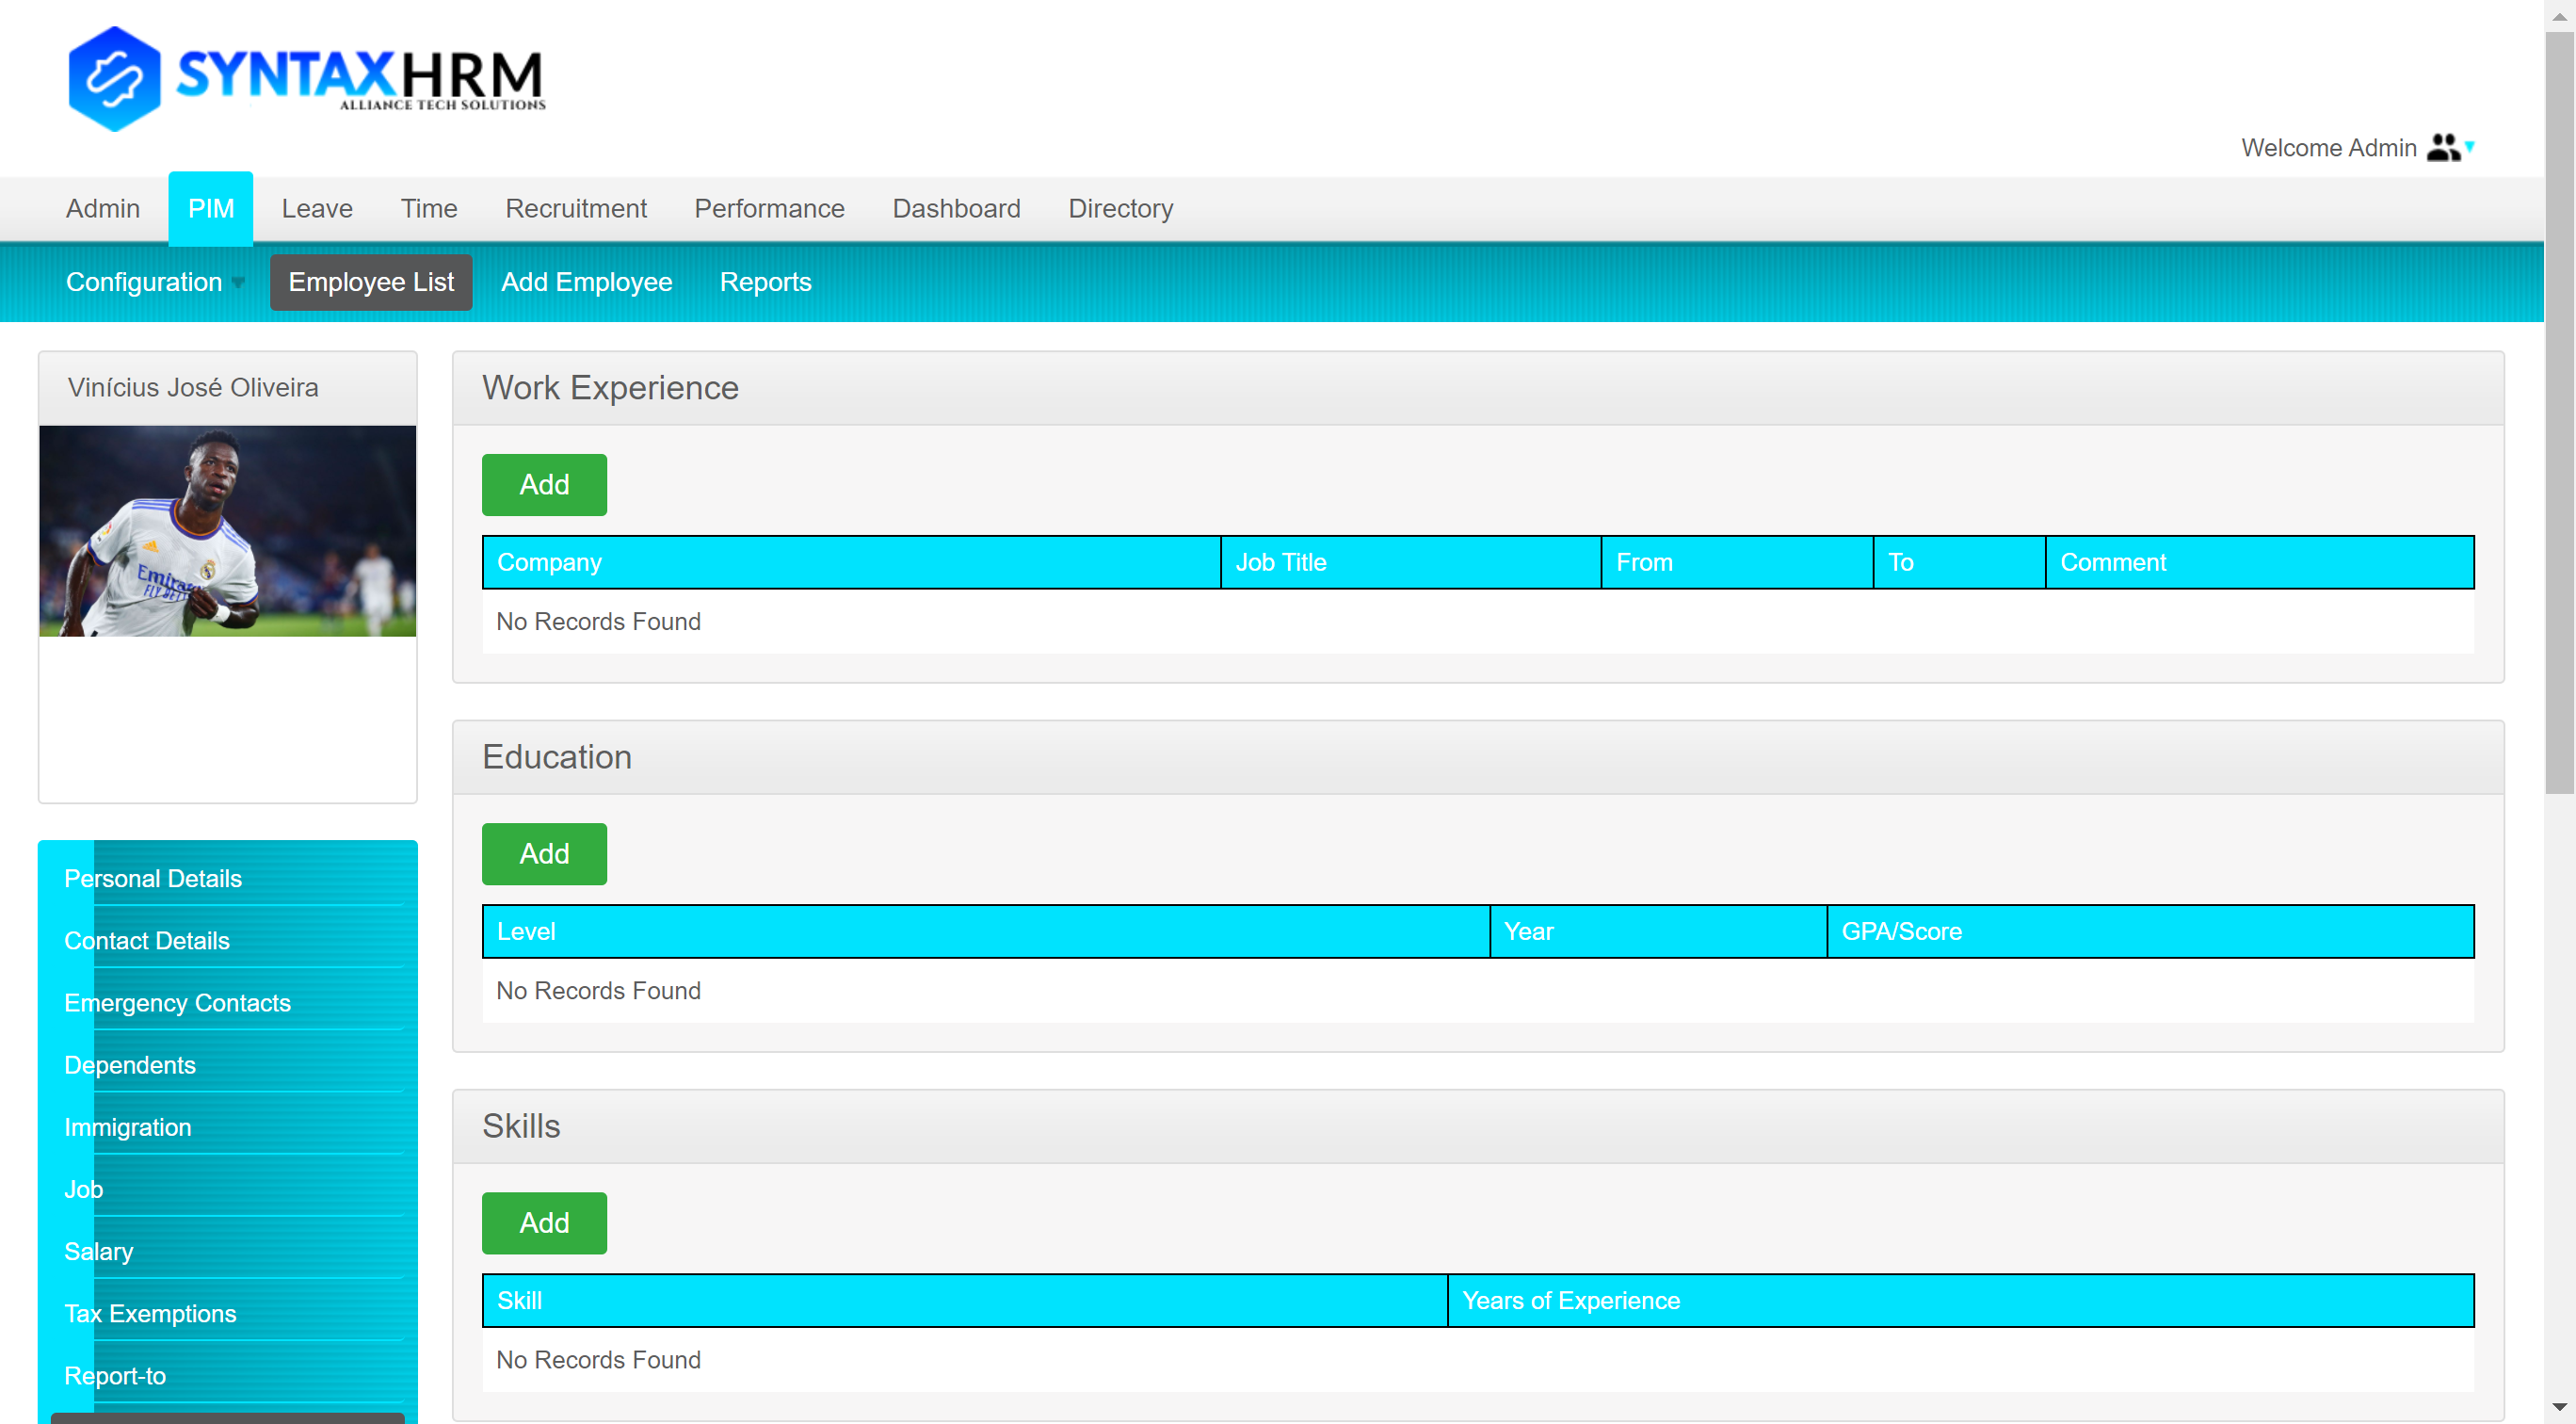 SYNTAXHRM
ALLIANCE TECH SOLUTIONS
Welcome Admin
Admin PIM Leave Time Recruitment Performance Dashboard Directory
Configuration Employee List Add Employee Reports
Vinícius José Oliveira
Emirates
FLY BETTER
Personal Details
Contact Details
Emergency Contacts
Dependents
Immigration
Job
Salary
Tax Exemptions
Report-to
Work Experience
Add
Company Job Title From To Comment
No Records Found
Education
Add
Level Year GPA/Score
No Records Found
Skills
Add
Skill Years of Experience
No Records Found